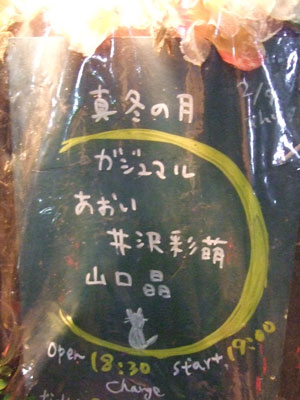 真冬の月
ガジュマル
あおい
井沢彩萌
山口晶
open 18:30 start 19:00
charge